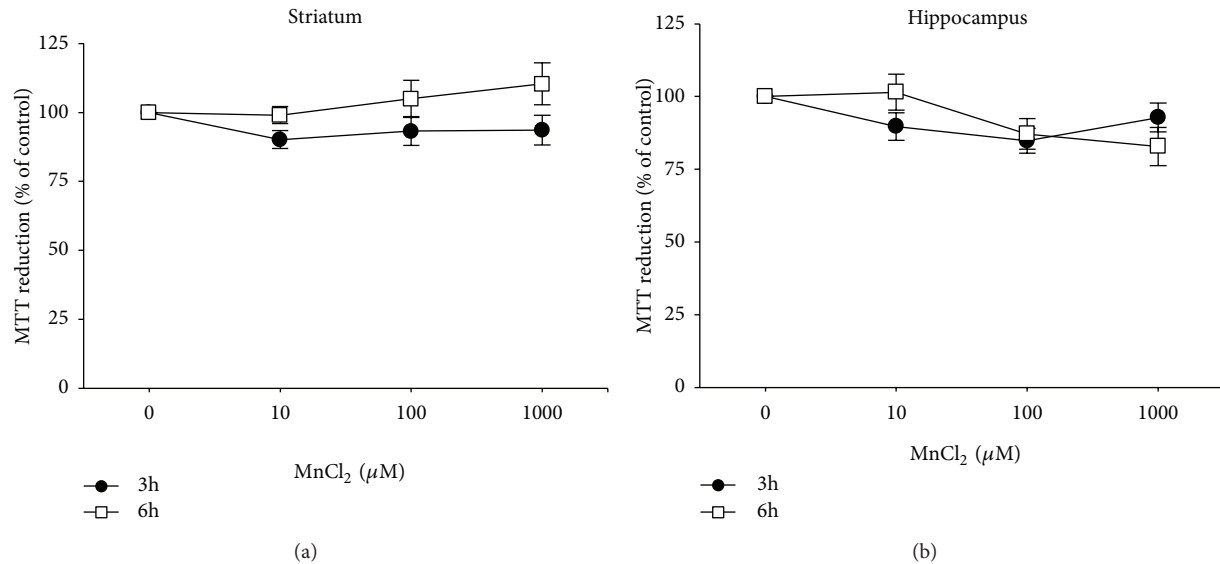 Striatum
125
100
75
50
25
0
MTT reduction (% of control)
0 10 100 1000
MnCl₂ (μM)
3h
6h
(a)
Hippocampus
125
100
75
50
25
0
MTT reduction (% of control)
0 10 100 1000
MnCl₂ (μM)
3h
6h
(b)